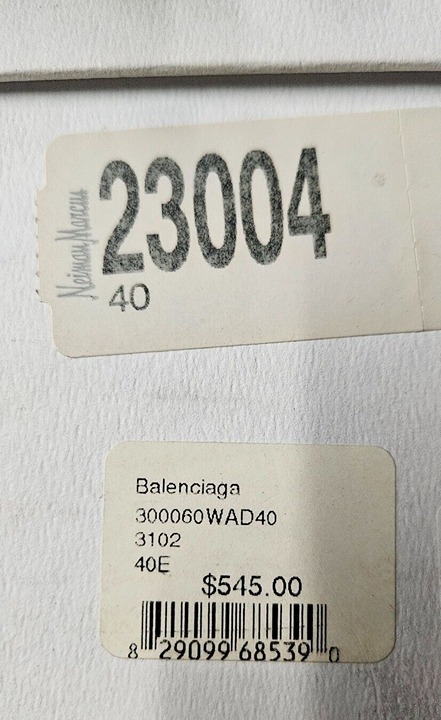 Neiman Marcus
23004
40
Balenciaga
300060WAD40
3102
40E
$545.00
8 29099 68539 0